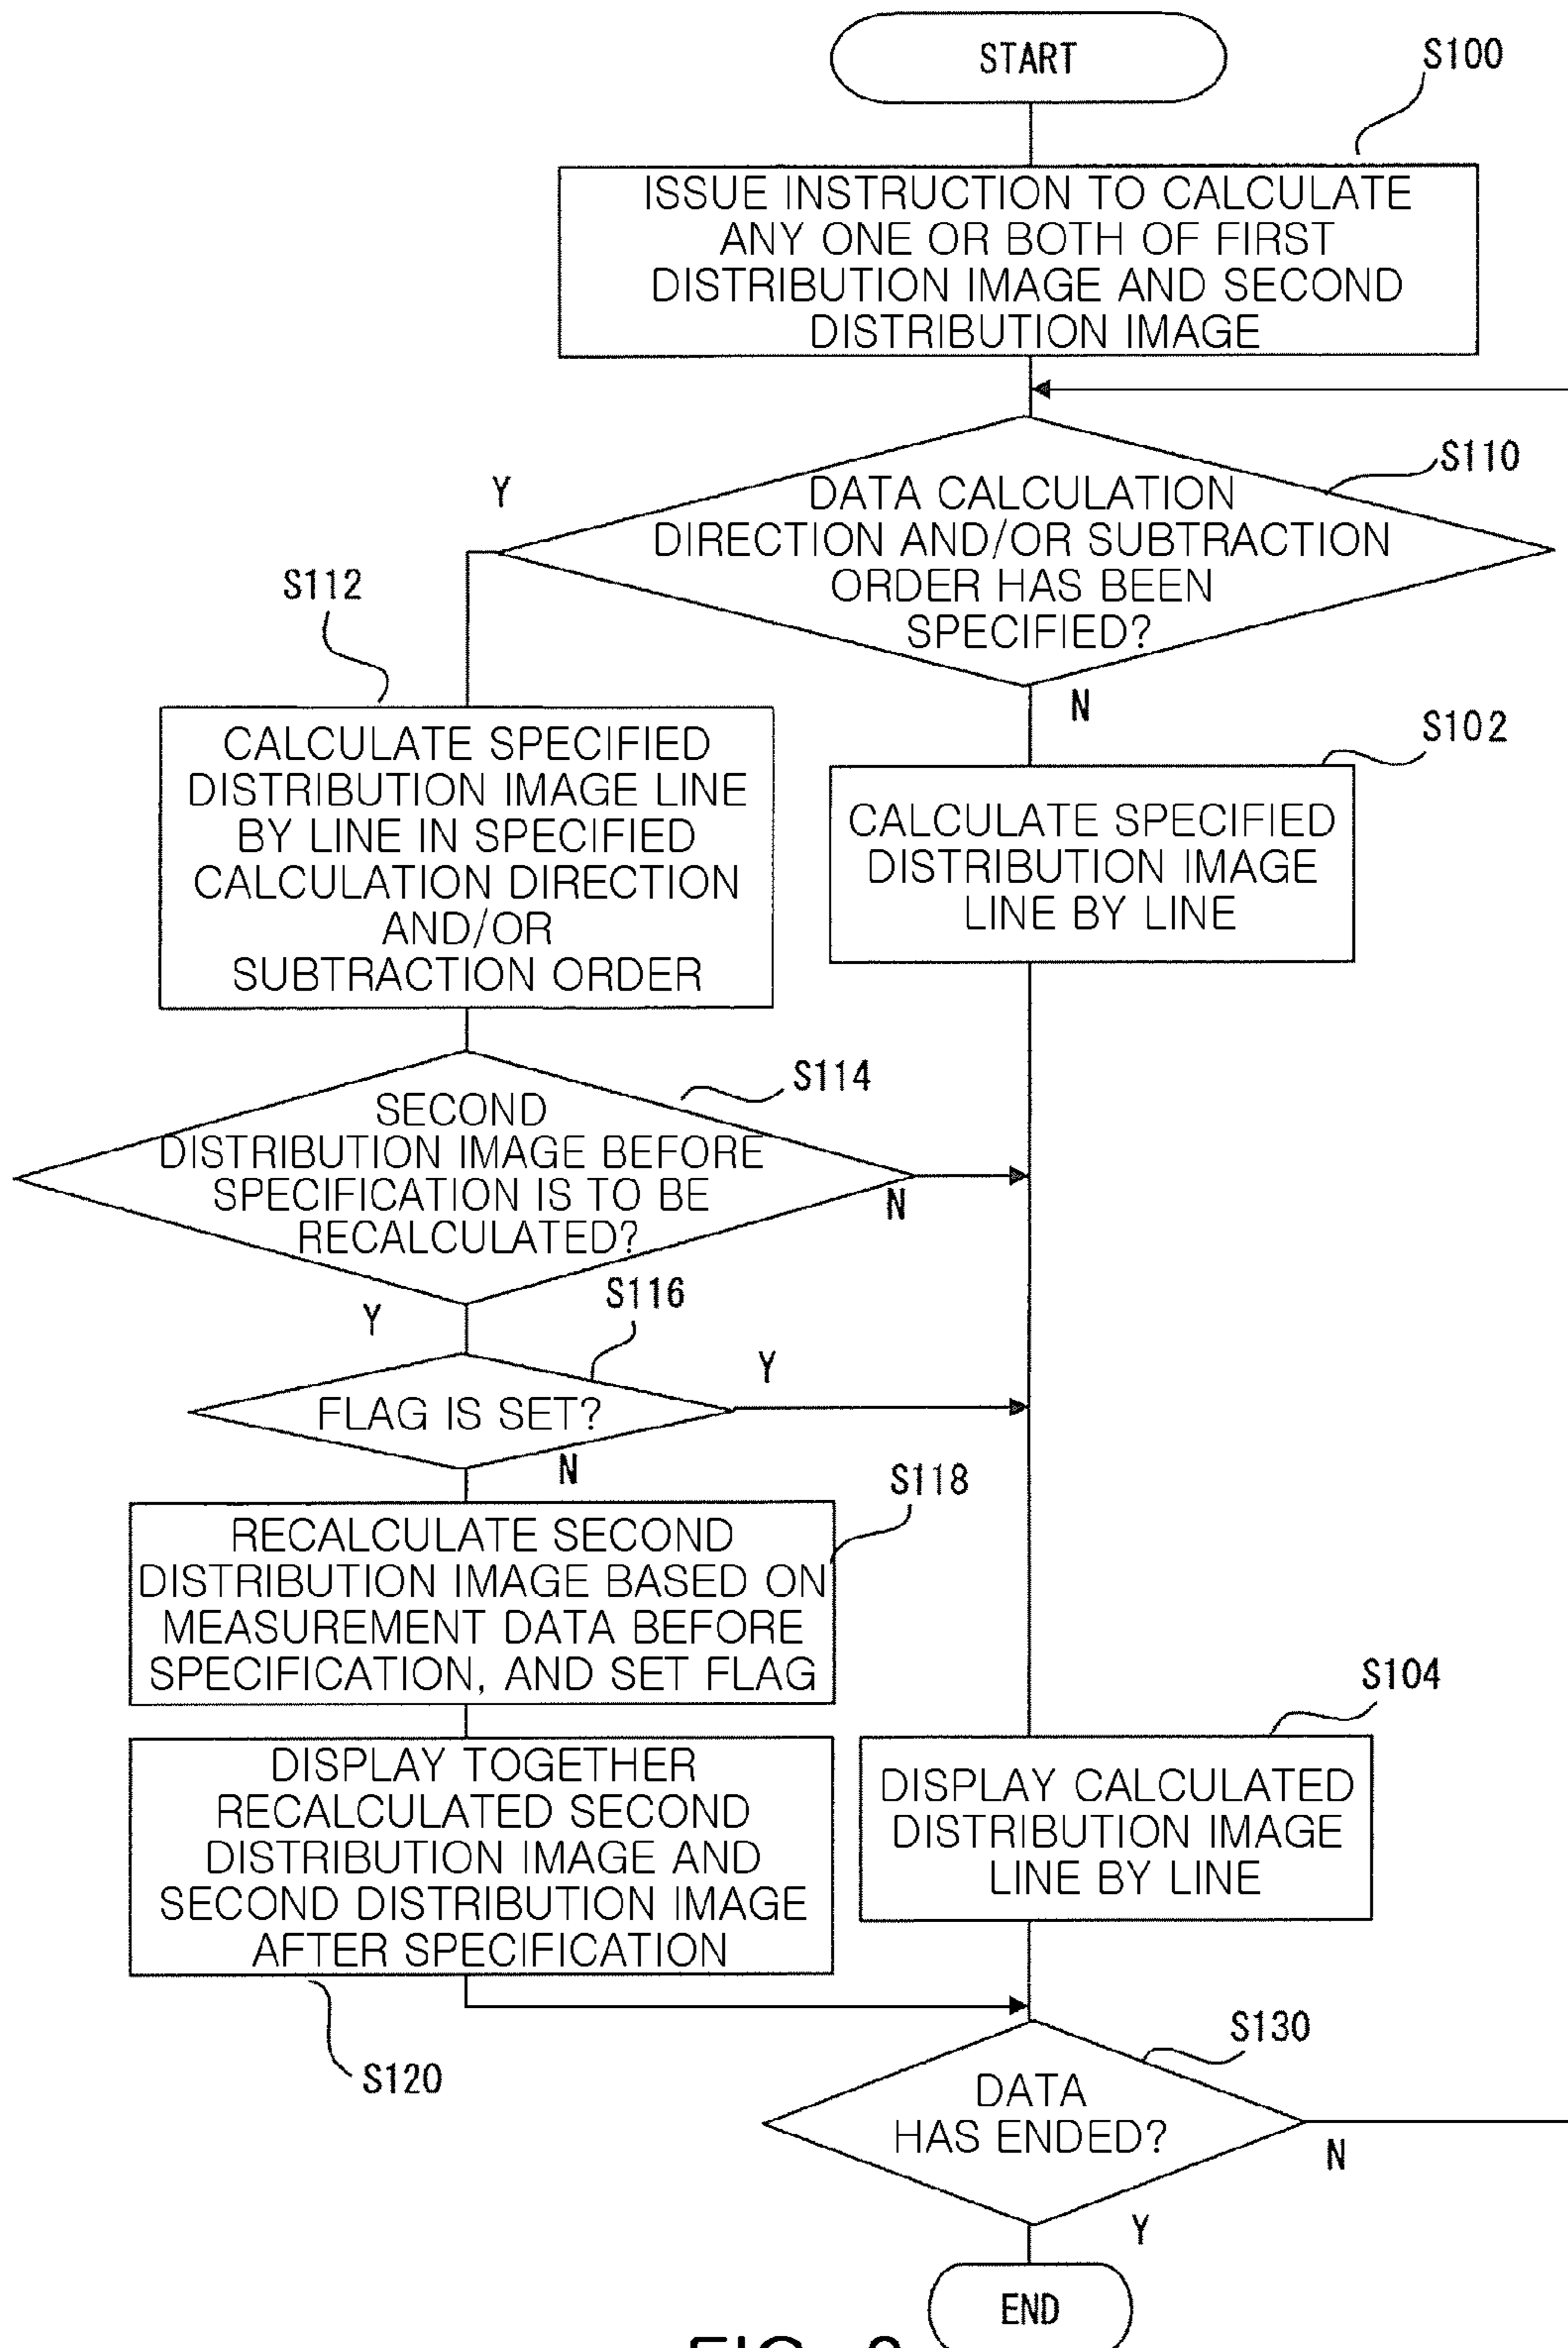 START
S100
ISSUE INSTRUCTION TO CALCULATE
ANY ONE OR BOTH OF FIRST
DISTRIBUTION IMAGE AND SECOND
DISTRIBUTION IMAGE
S110
Y
DATA CALCULATION
DIRECTION AND/OR SUBTRACTION
ORDER HAS BEEN
SPECIFIED?
N
S112
CALCULATE SPECIFIED
DISTRIBUTION IMAGE LINE
BY LINE IN SPECIFIED
CALCULATION DIRECTION
AND/OR
SUBTRACTION ORDER
S102
CALCULATE SPECIFIED
DISTRIBUTION IMAGE
LINE BY LINE
S114
SECOND
DISTRIBUTION IMAGE BEFORE
SPECIFICATION IS TO BE
RECALCULATED?
N
Y
S116
FLAG IS SET?
Y
N
S118
RECALCULATE SECOND
DISTRIBUTION IMAGE BASED ON
MEASUREMENT DATA BEFORE
SPECIFICATION, AND SET FLAG
S104
DISPLAY TOGETHER
RECALCULATED SECOND
DISTRIBUTION IMAGE AND
SECOND DISTRIBUTION IMAGE
AFTER SPECIFICATION
DISPLAY CALCULATED
DISTRIBUTION IMAGE
LINE BY LINE
S120
S130
DATA
HAS ENDED?
N
Y
END